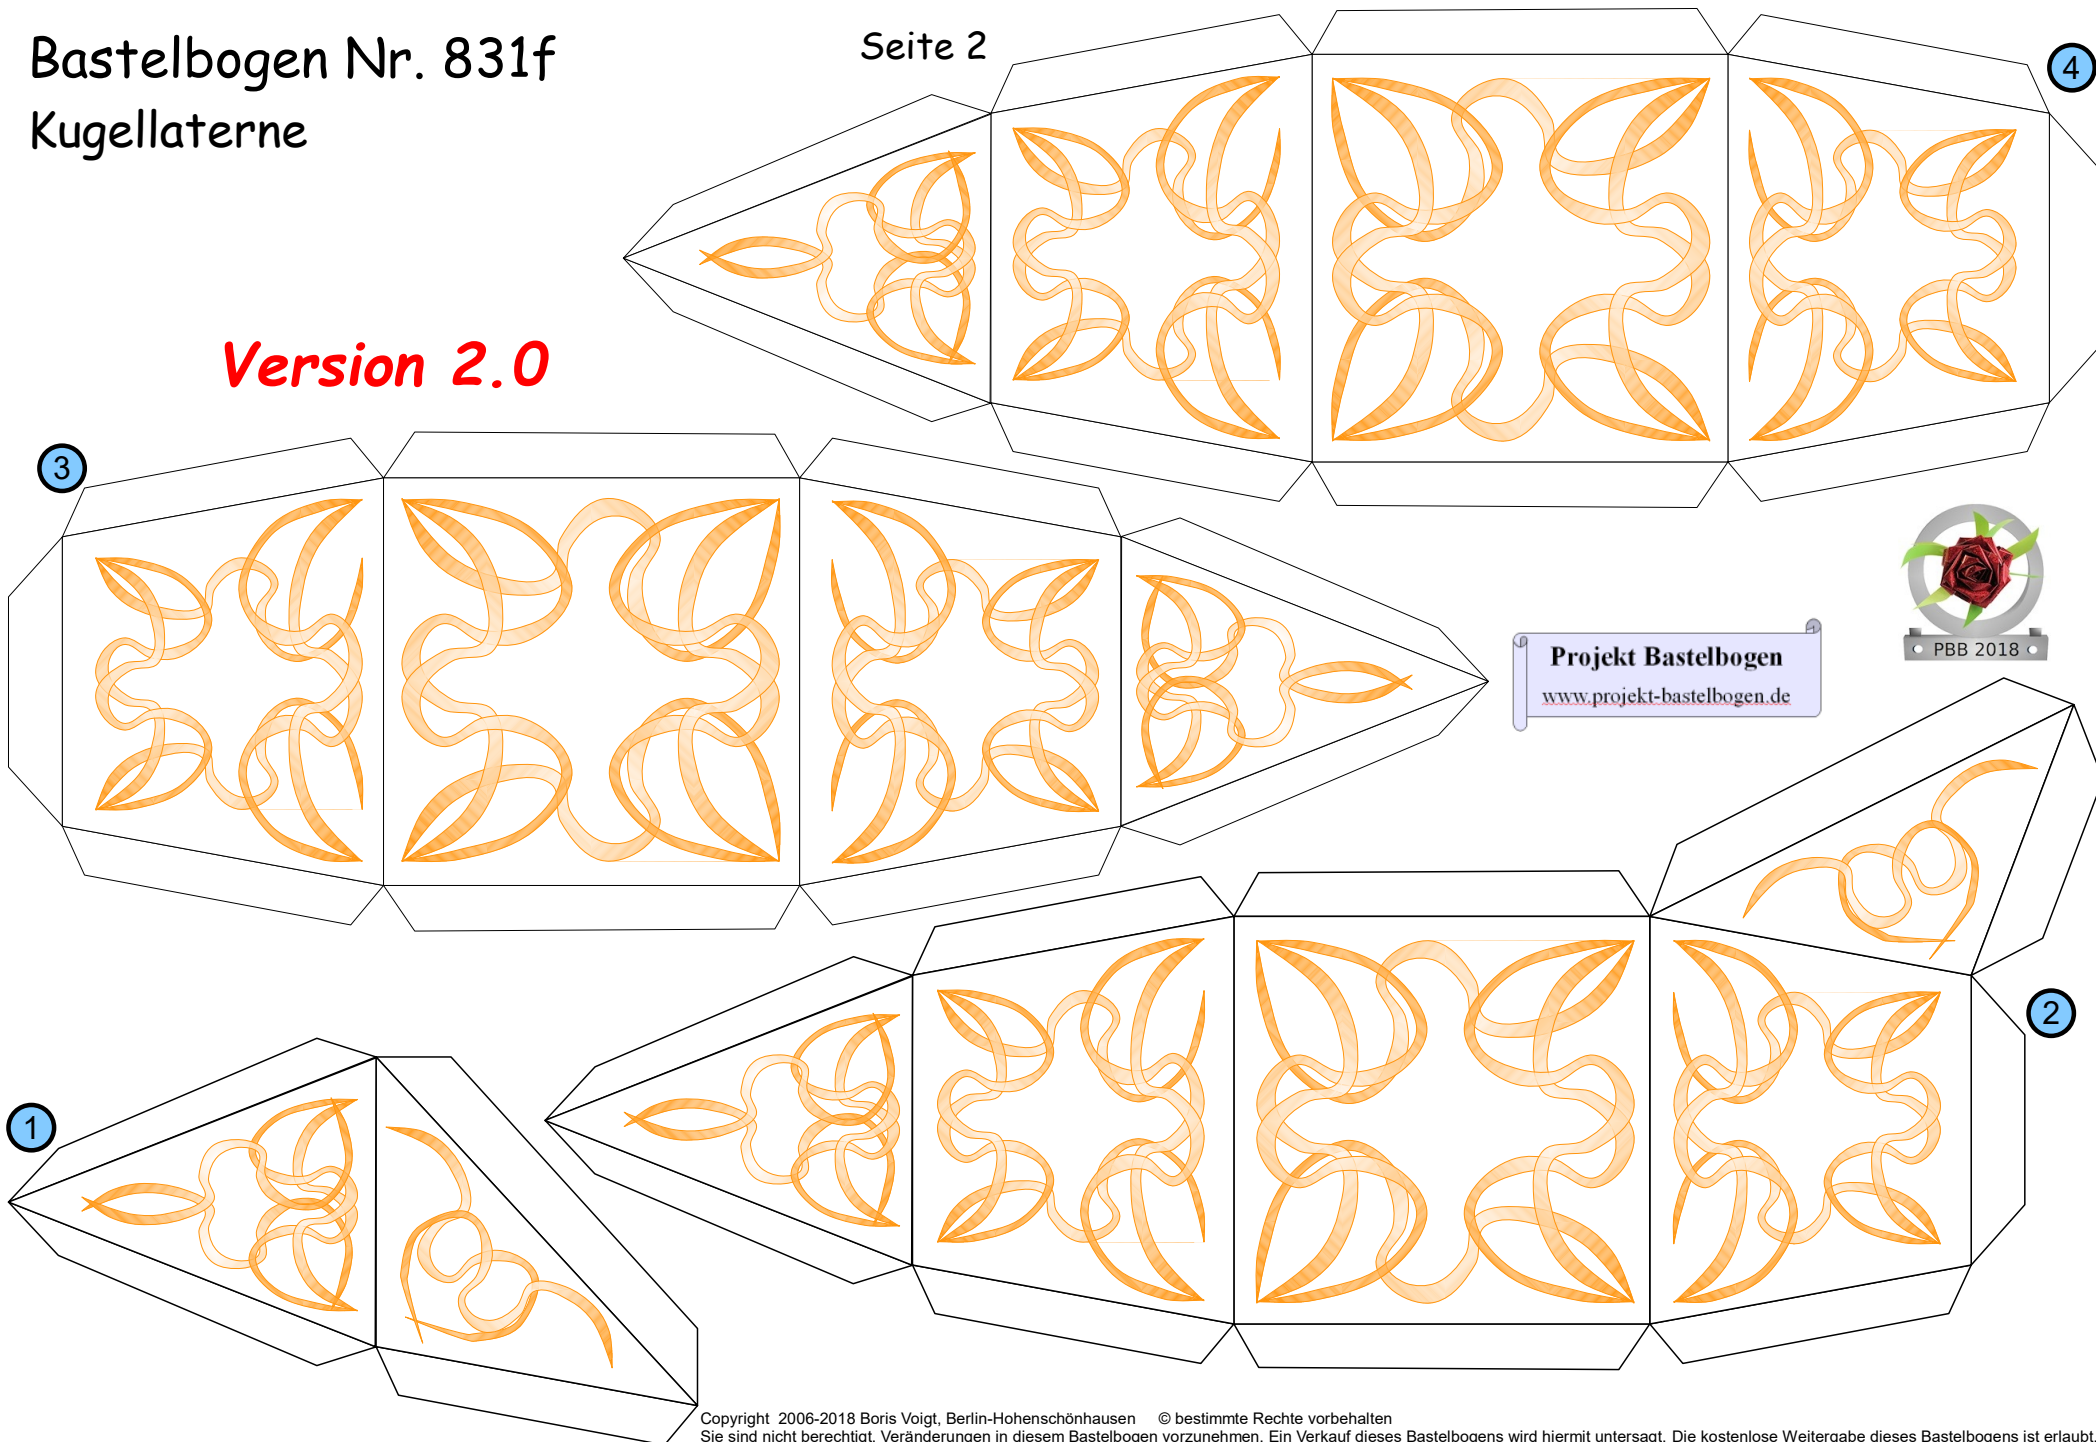 Bastelbogen Nr. 831f
Kugellaterne
Seite 2
4
Version 2.0
3
PBB 2018
Projekt Bastelbogen
www.projekt-bastelbogen.de
2
1
Copyright 2006-2018 Boris Voigt, Berlin-Hohenschönhausen © bestimmte Rechte vorbehalten
Sie sind nicht berechtigt, Veränderungen in diesem Bastelbogen vorzunehmen. Ein Verkauf dieses Bastelbogens wird hiermit untersagt. Die kostenlose Weitergabe dieses Bastelbogens ist erlaubt.